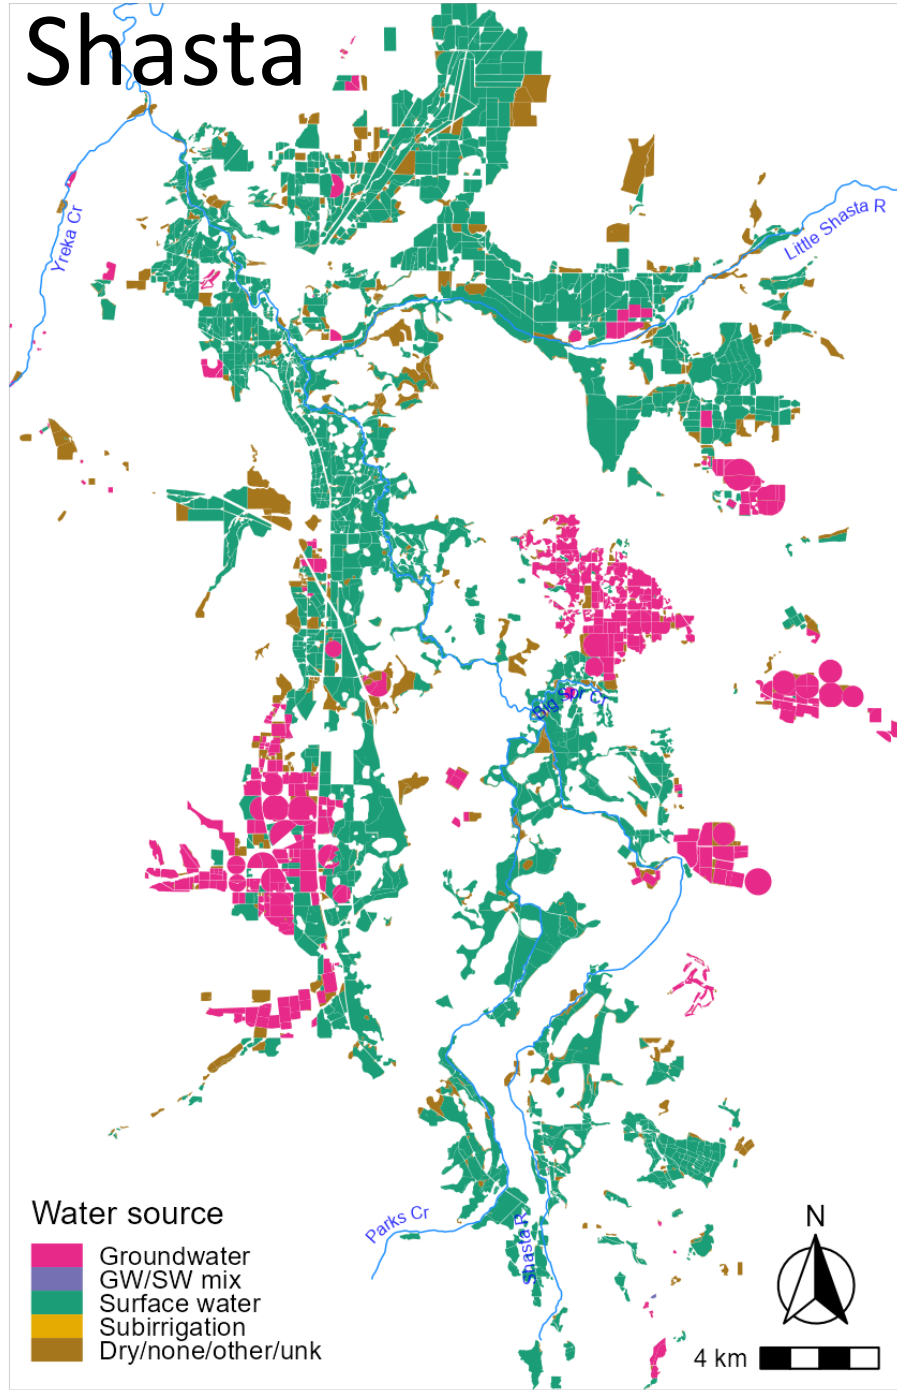 Shasta
Yreka Cr
Little Shasta R
Big Spr Cr
Parks Cr
Shasta R
Water source
Groundwater
GW/SW mix
Surface water
Subirrigation
Dry/none/other/unk
N
4 km